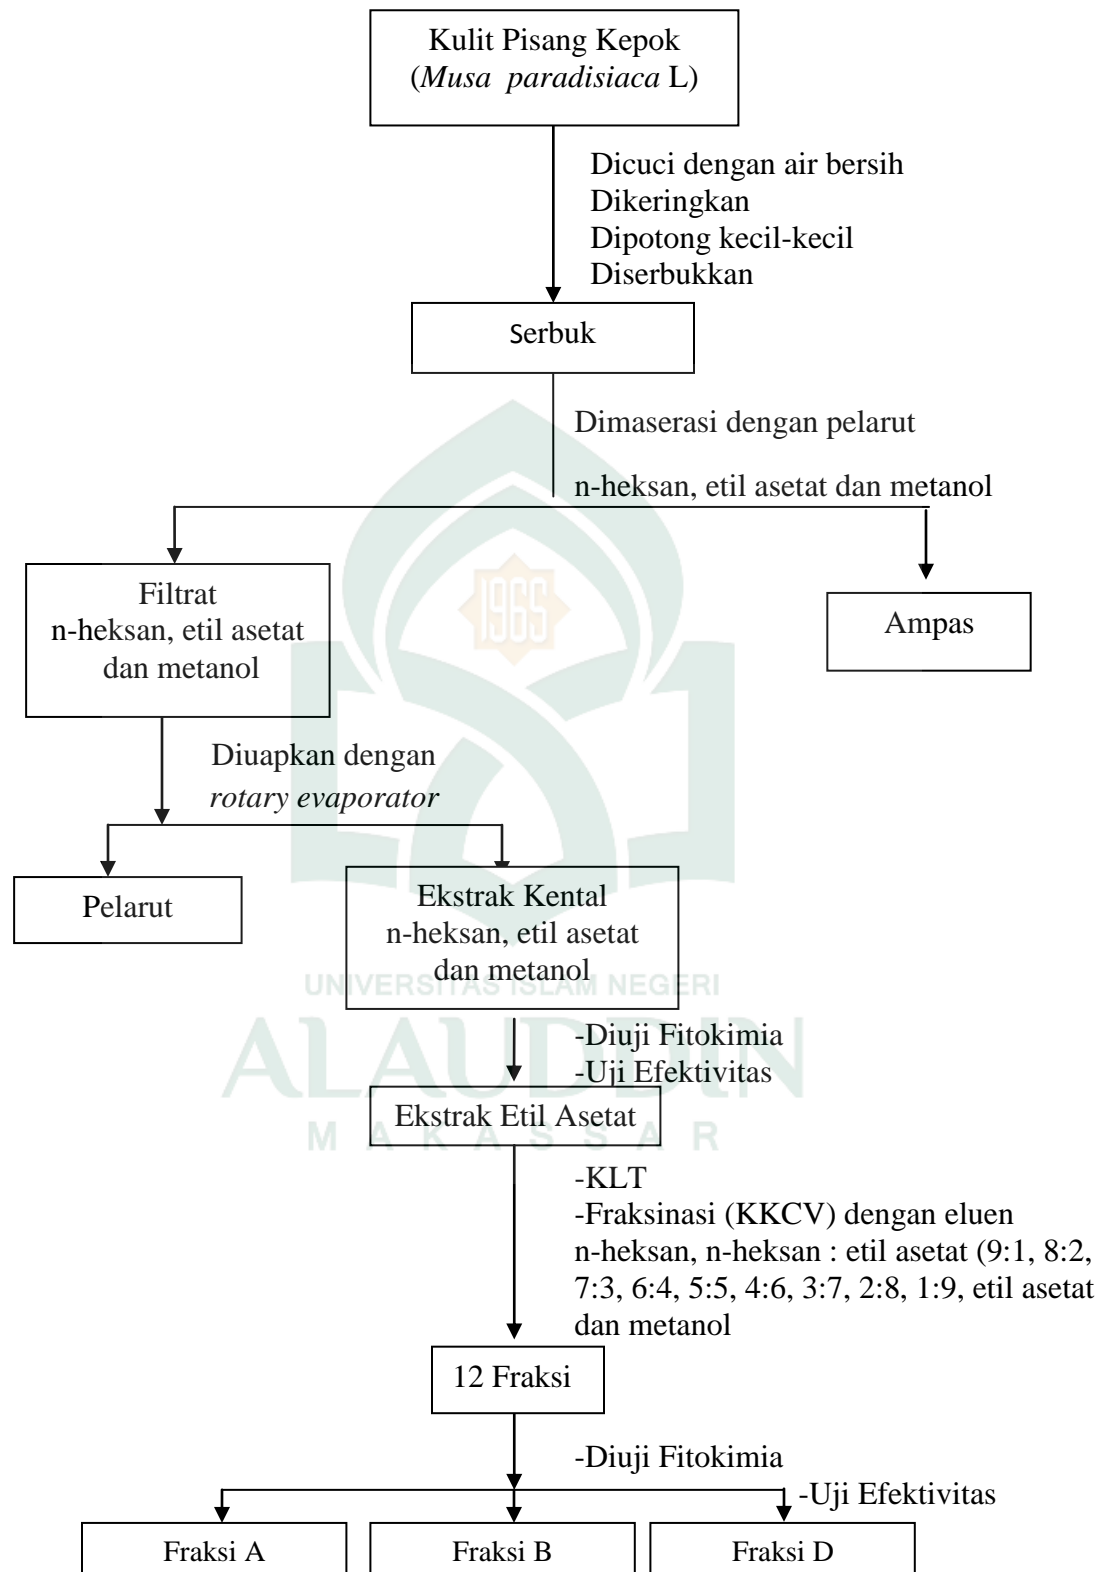 Kulit Pisang Kepok
(Musa paradisiaca L)
Dicuci dengan air bersih
Dikeringkan
Dipotong kecil-kecil
Diserbukkan
Serbuk
Dimaserasi dengan pelarut
n-heksan, etil asetat dan metanol
Filtrat
n-heksan, etil asetat
dan metanol
Ampas
1965
Diuapkan dengan
rotary evaporator
Pelarut
Ekstrak Kental
n-heksan, etil asetat
dan metanol
UNIVERSITAS ISLAM NEGERI
ALAUDDIN
MAKASSAR
-Diuji Fitokimia
-Uji Efektivitas
Ekstrak Etil Asetat
-KLT
-Fraksinasi (KKCV) dengan eluen
n-heksan, n-heksan : etil asetat (9:1, 8:2,
7:3, 6:4, 5:5, 4:6, 3:7, 2:8, 1:9, etil asetat
dan metanol
12 Fraksi
-Diuji Fitokimia
-Uji Efektivitas
Fraksi A
Fraksi B
Fraksi D